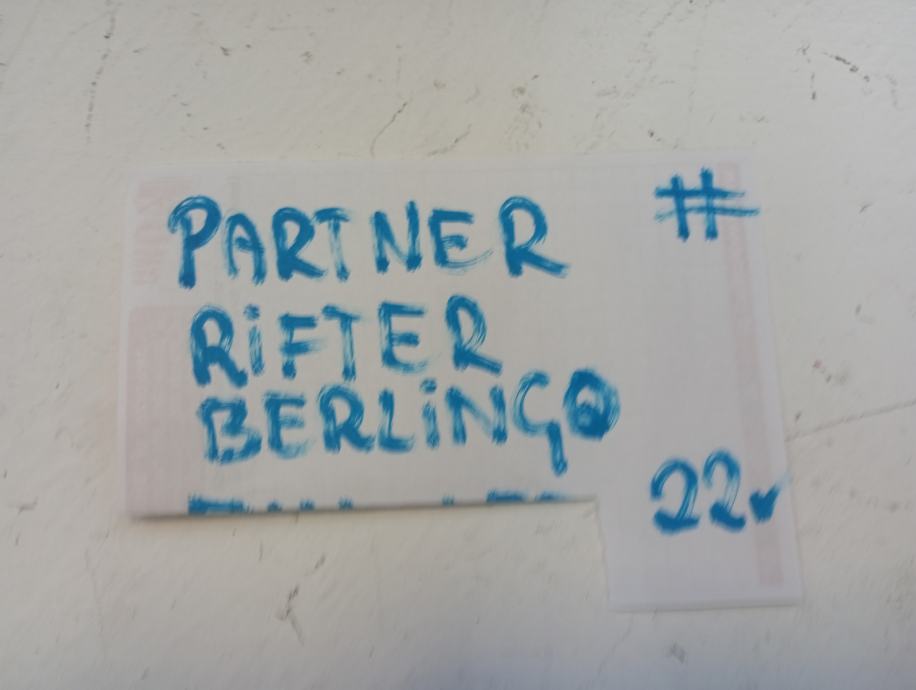 PARTNER #
RiFTER
BERLiNGO
22